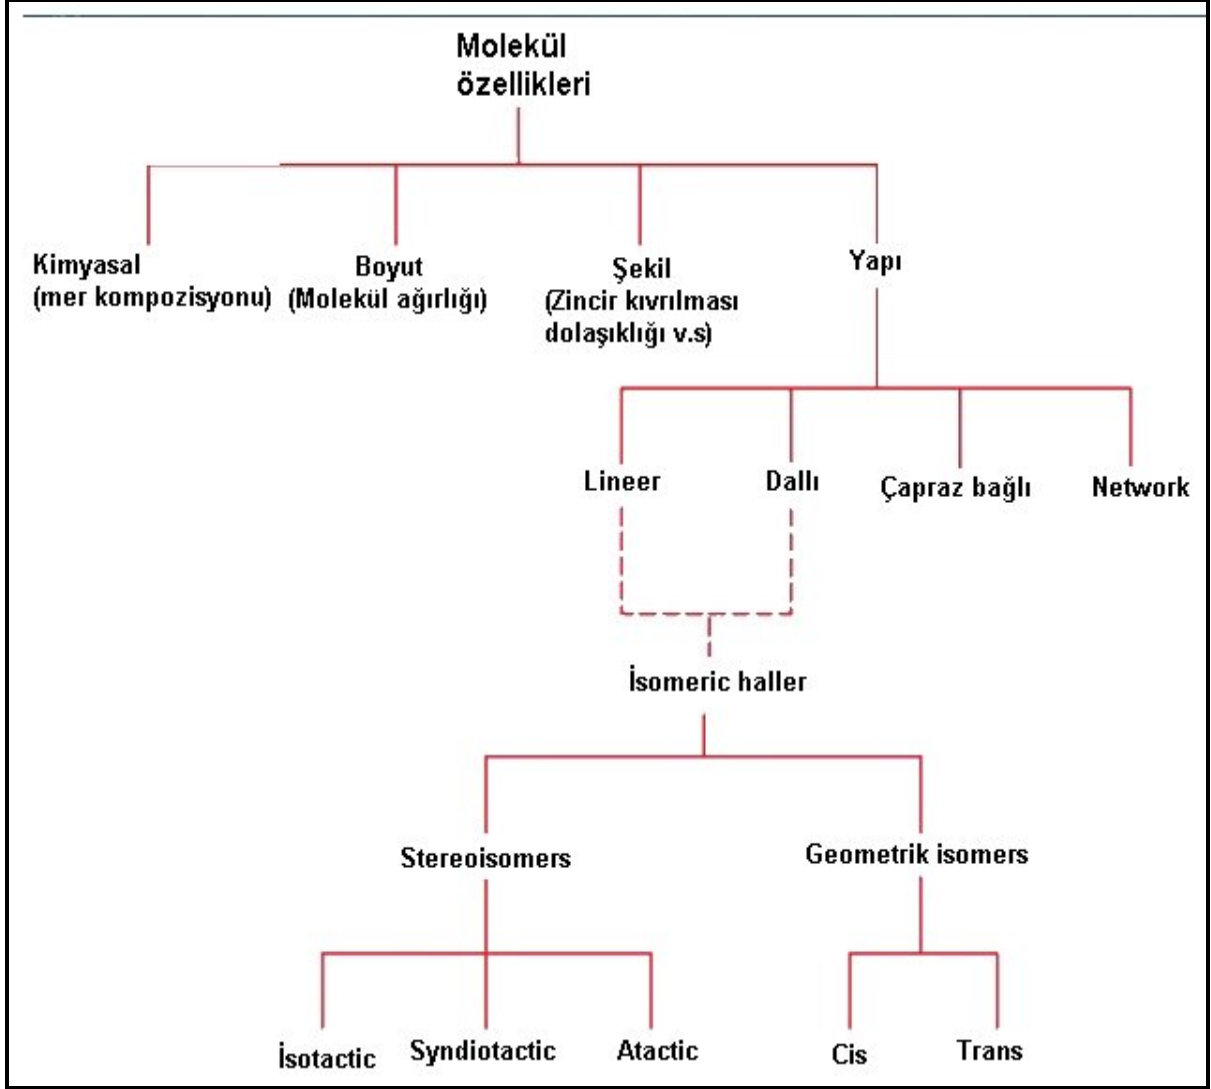 Molekül
özellikleri
Kimyasal
(mer kompozisyonu)
Boyut
(Molekül ağırlığı)
Şekil
(Zincir kıvrılması
dolaşıklığı v.s)
Yapı
Lineer
Dallı
Çapraz bağlı
Network
İsomeric haller
Stereoisomers
Geometrik isomers
İsotactic
Syndiotactic
Atactic
Cis
Trans